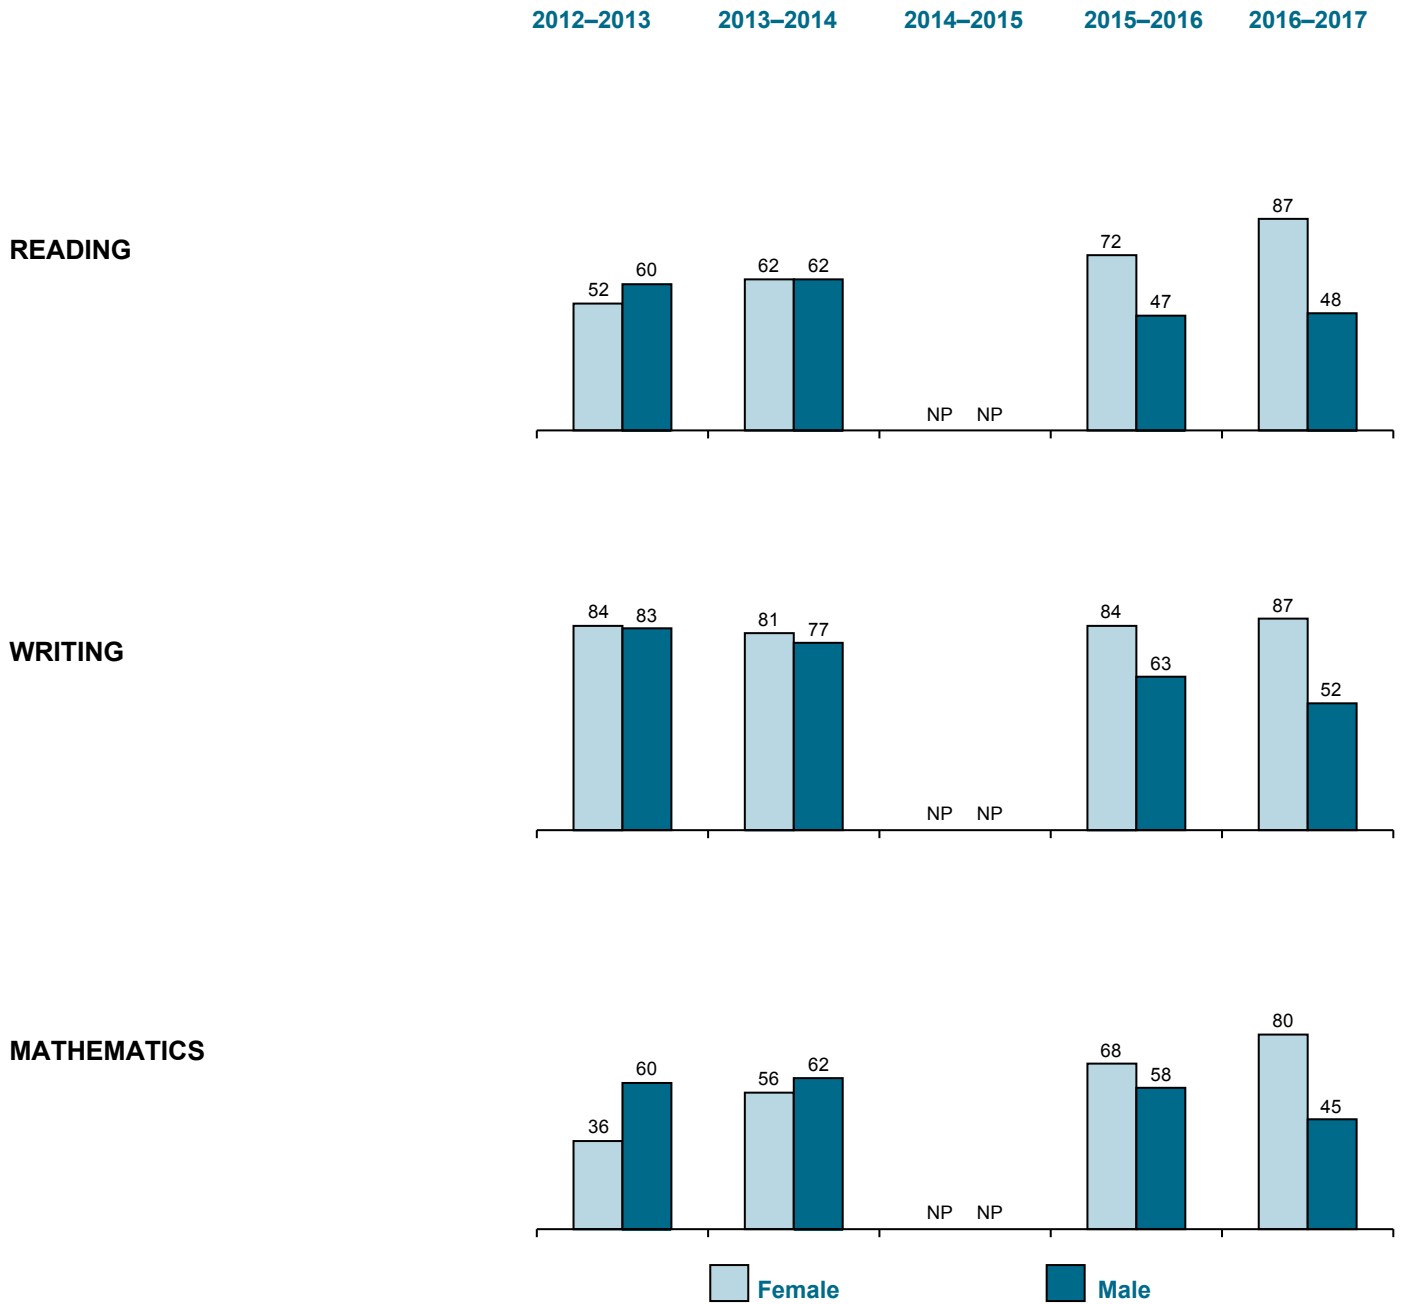 2012–2013 2013–2014 2014–2015 2015–2016 2016–2017
READING
52 60 62 62 NP NP 72 47 87 48
WRITING
84 83 81 77 NP NP 84 63 87 52
MATHEMATICS
36 60 56 62 NP NP 68 58 80 45
Female Male